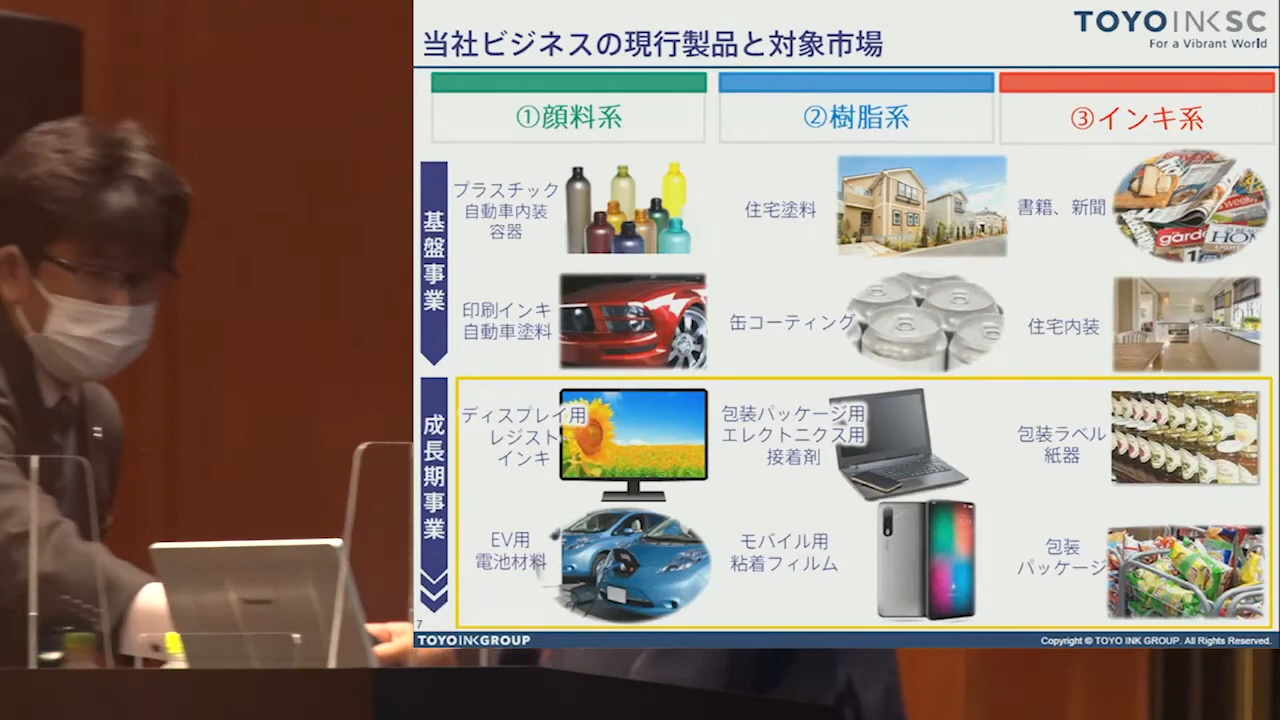 TOYO INK SC
For a Vibrant World
当社ビジネスの現行製品と対象市場
①顔料系
②樹脂系
③インキ系
基盤事業
プラスチック
自動車内装
容器
住宅塗料
書籍、新聞
印刷インキ
自動車塗料
缶コーティング
住宅内装
成長期事業
ディスプレイ用
レジスト
インキ
包装パッケージ用
エレクトニクス用
接着剤
包装ラベル
紙器
EV用
電池材料
モバイル用
粘着フィルム
包装
パッケージ
7
TOYO INK GROUP
Copyright © TOYO INK GROUP. All Rights Reserved.